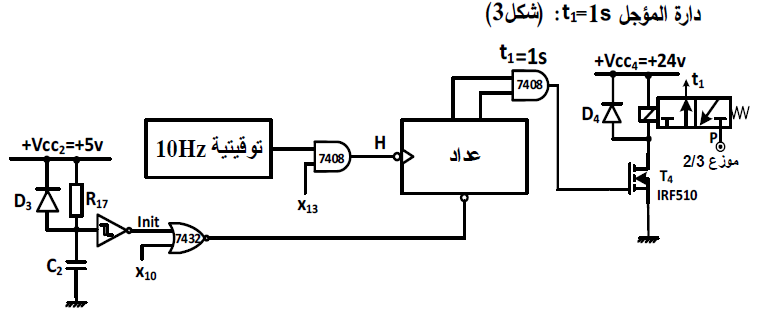 دارة المؤجل t₁=1s: (شكل3)
t₁=1s
+Vcc₄=+24v
t₁
7408
D₄
P
موزع 2/3
T₄
IRF510
توقيتية 10Hz
7408
H
عداد
x₁₃
+Vcc₂=+5v
D₃
R₁₇
Init
7432
C₂
x₁₀